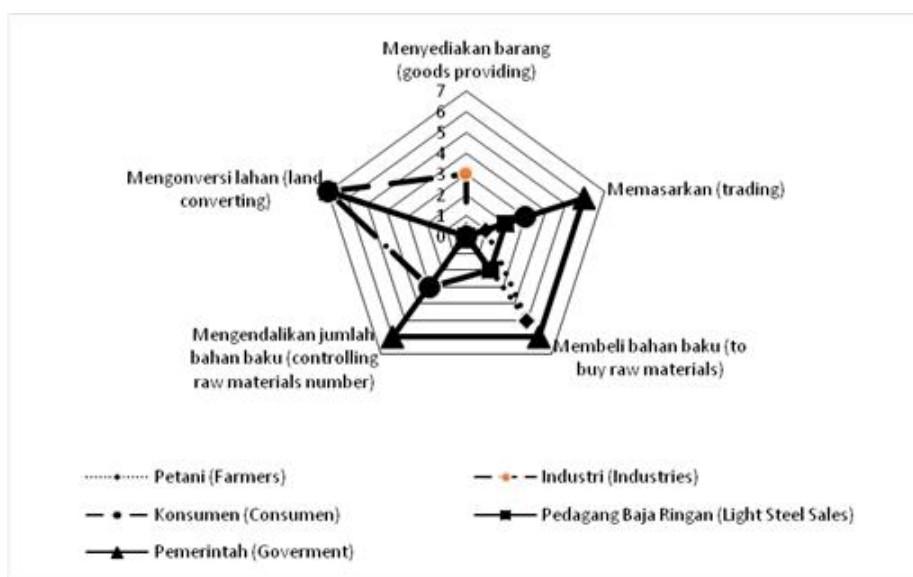 Menyediakan barang
(goods providing)
7
6
5
4
3
2
1
0
Mengonversi lahan (land
converting)
Memasarkan (trading)
Mengendalikan jumlah
bahan baku (controlling
raw materials number)
Membeli bahan baku (to
buy raw materials)
Petani (Farmers)
Industri (Industries)
Konsumen (Consumen)
Pedagang Baja Ringan (Light Steel Sales)
Pemerintah (Goverment)